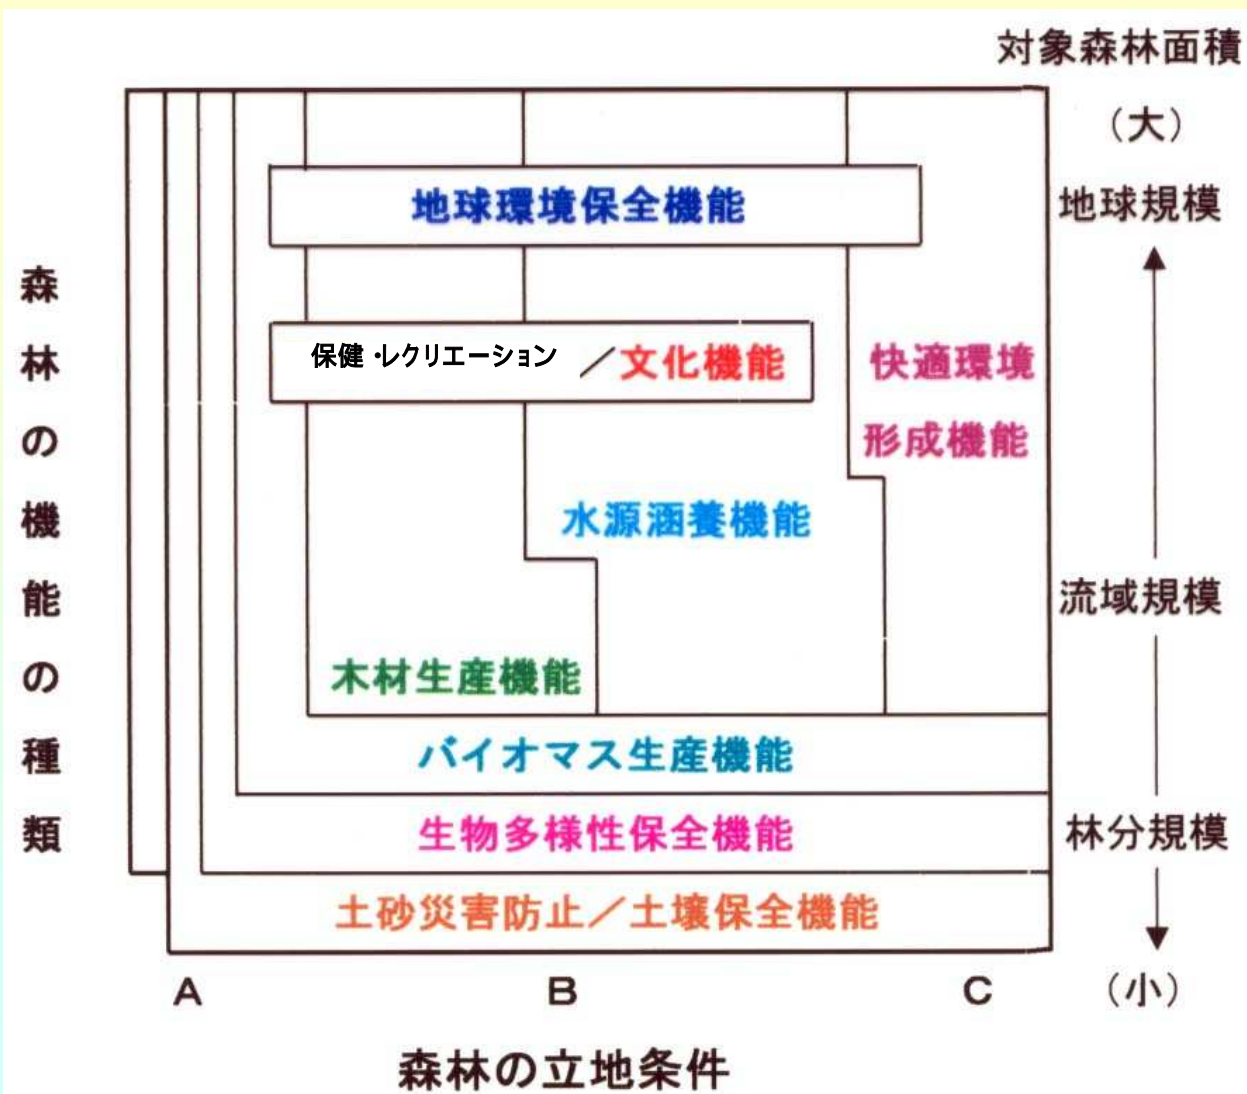 対象森林面積
（大）
地球環境保全機能
地球規模
森林の機能の種類
保健・レクリエーション ／文化機能
快適環境
形成機能
水源涵養機能
流域規模
木材生産機能
バイオマス生産機能
生物多様性保全機能
林分規模
土砂災害防止／土壌保全機能
A B C
（小）
森林の立地条件